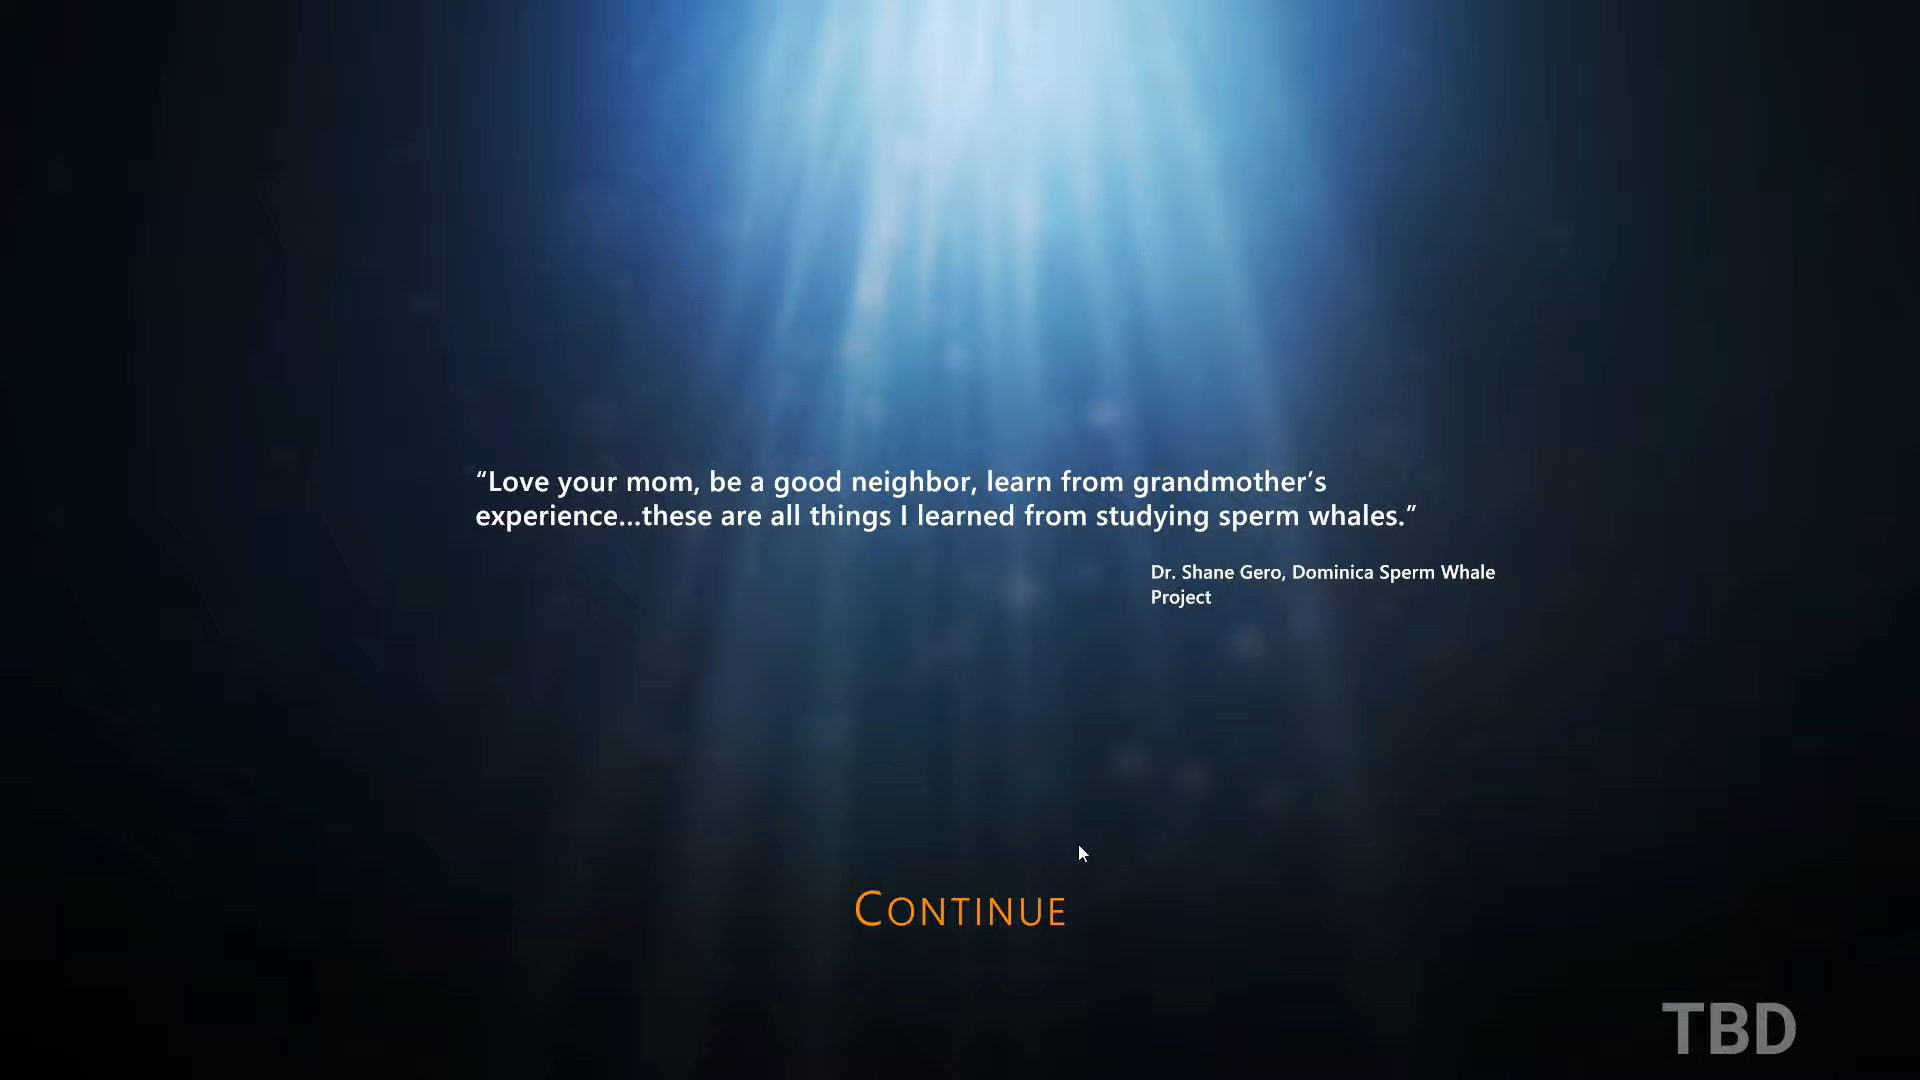 “Love your mom, be a good neighbor, learn from grandmother’s
experience...these are all things I learned from studying sperm whales.”
Dr. Shane Gero, Dominica Sperm Whale
Project
CONTINUE
TBD